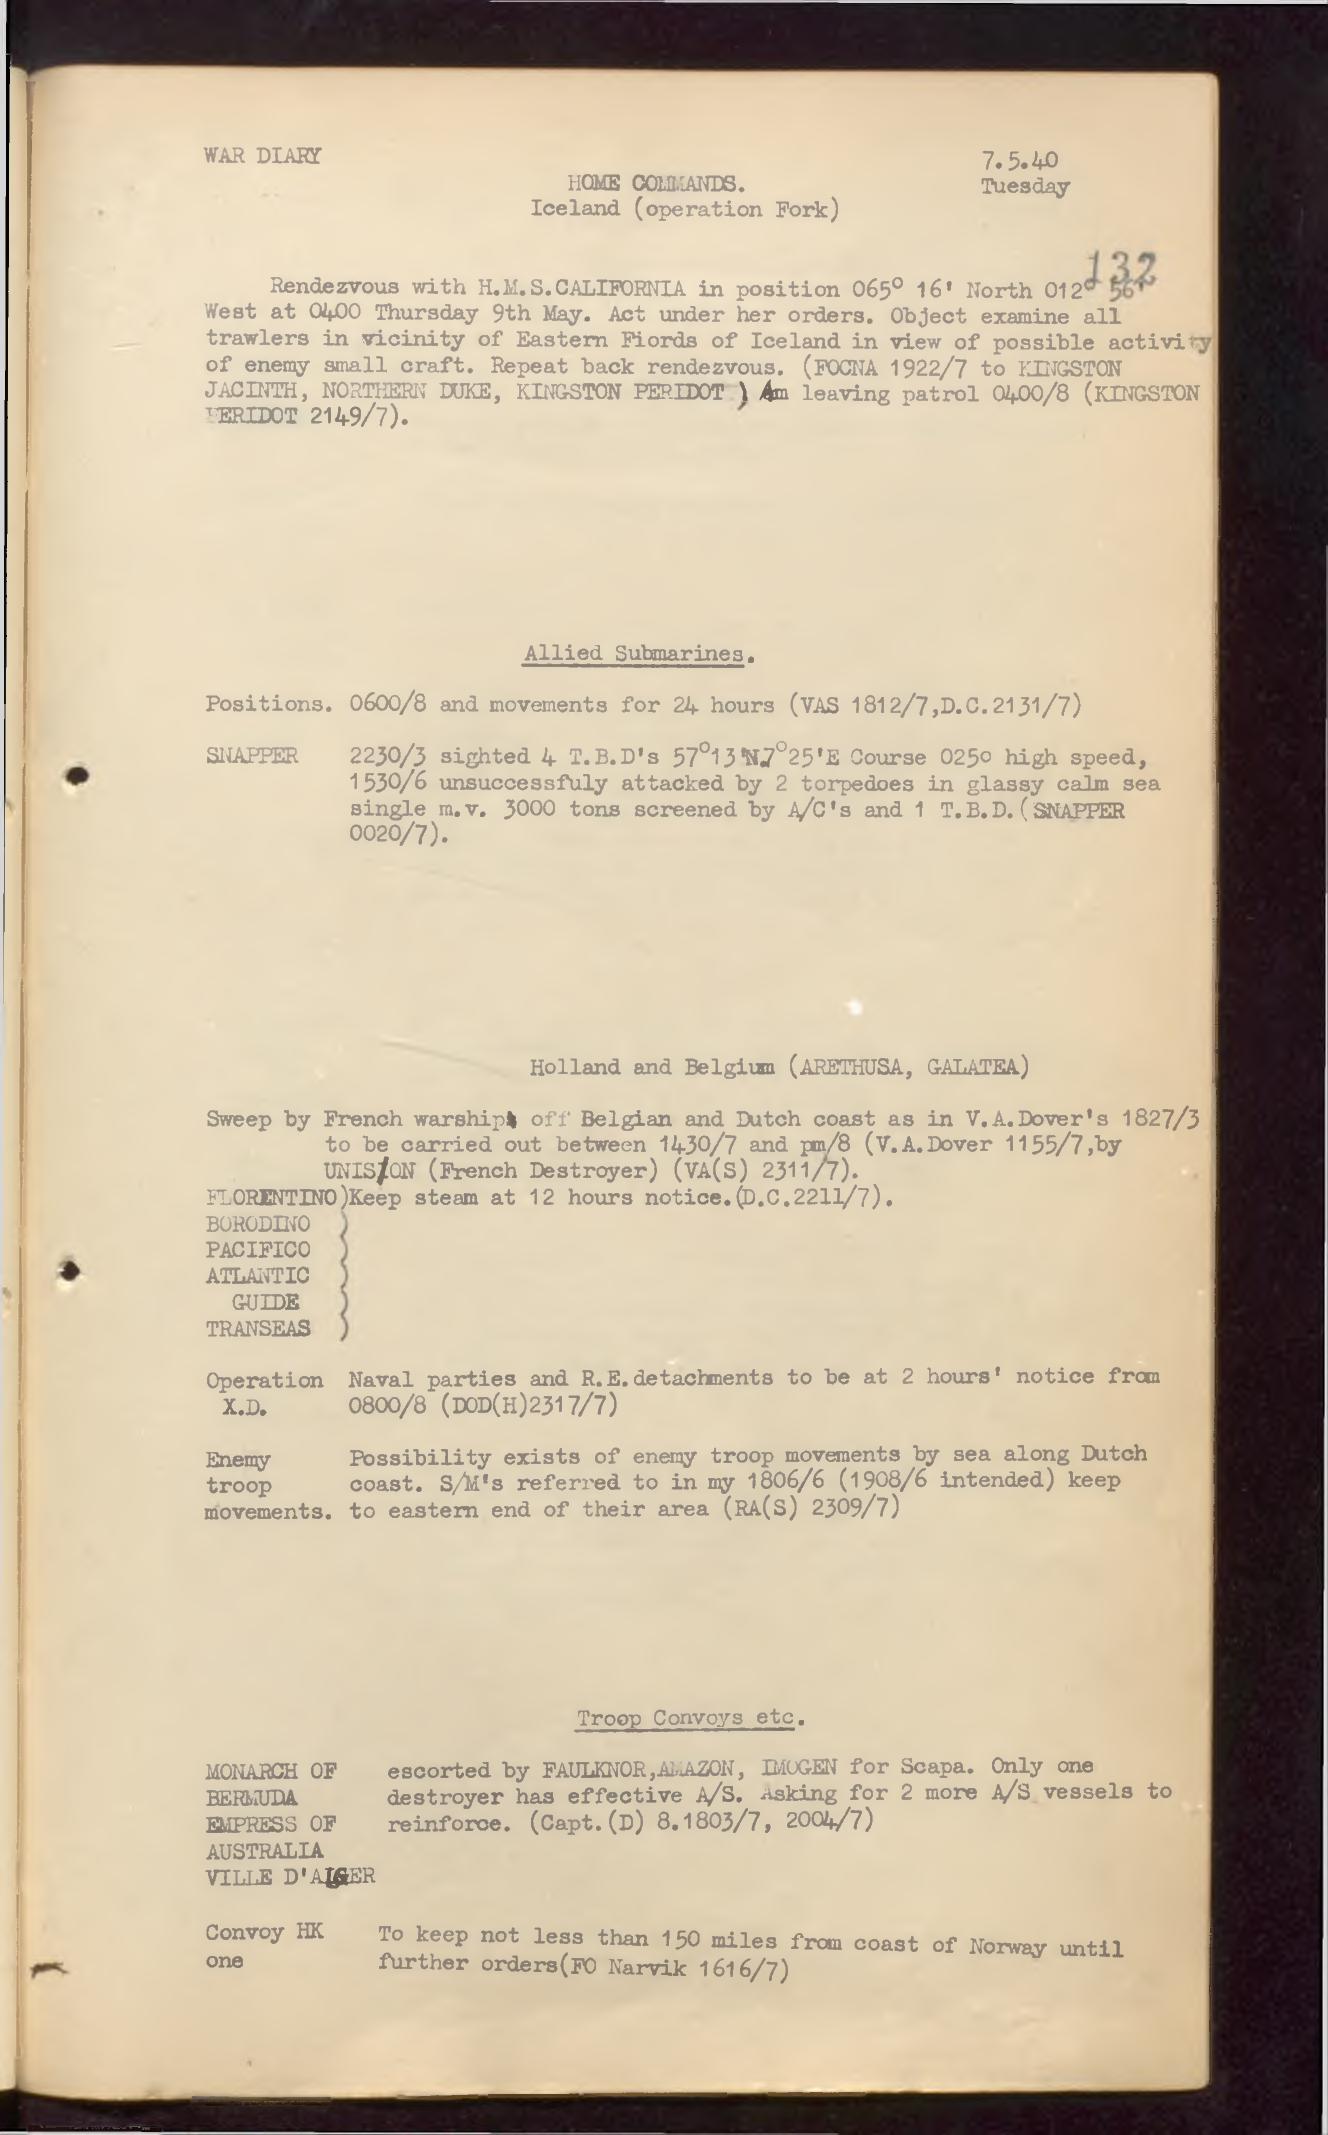 WAR DIARY
7.5.40
Tuesday
HOME COMMANDS.
Iceland (operation Fork)
132
Rendezvous with H.M.S.CALIFORNIA in position 065° 16' North 012° 56'
West at 0400 Thursday 9th May. Act under her orders. Object examine all
trawlers in vicinity of Eastern Fiords of Iceland in view of possible activity
of enemy small craft. Repeat back rendezvous. (FOCNA 1922/7 to KINGSTON
JACINTH, NORTHERN DUKE, KINGSTON PERIDOT ) Am leaving patrol 0400/8 (KINGSTON
PERIDOT 2149/7).
Allied Submarines.
Positions. 0600/8 and movements for 24 hours (VAS 1812/7,D.C.2131/7)
SNAPPER 2230/3 sighted 4 T.B.D's 57°13'N.7°25'E Course 025o high speed,
1530/6 unsuccessfuly attacked by 2 torpedoes in glassy calm sea
single m.v. 3000 tons screened by A/C's and 1 T.B.D.(SNAPPER
0020/7).
Holland and Belgium (ARETHUSA, GALATEA)
Sweep by French warships off Belgian and Dutch coast as in V.A.Dover's 1827/3
to be carried out between 1430/7 and pm/8 (V.A.Dover 1155/7,by
UNIS/ON (French Destroyer) (VA(S) 2311/7).
FLORENTINO)Keep steam at 12 hours notice.(D.C.2211/7).
BORODINO )
PACIFICO )
ATLANTIC )
GUIDE )
TRANSEAS )
Operation Naval parties and R.E.detachments to be at 2 hours' notice from
X.D. 0800/8 (DOD(H)2317/7)
Enemy Possibility exists of enemy troop movements by sea along Dutch
troop coast. S/M's referred to in my 1806/6 (1908/6 intended) keep
movements. to eastern end of their area (RA(S) 2309/7)
Troop Convoys etc.
MONARCH OF escorted by FAULKNOR,AMAZON, IMOGEN for Scapa. Only one
BERMUDA destroyer has effective A/S. Asking for 2 more A/S vessels to
EMPRESS OF reinforce. (Capt.(D) 8.1803/7, 2004/7)
AUSTRALIA
VILLE D'ALGER
Convoy HK To keep not less than 150 miles from coast of Norway until
one further orders(FO Narvik 1616/7)